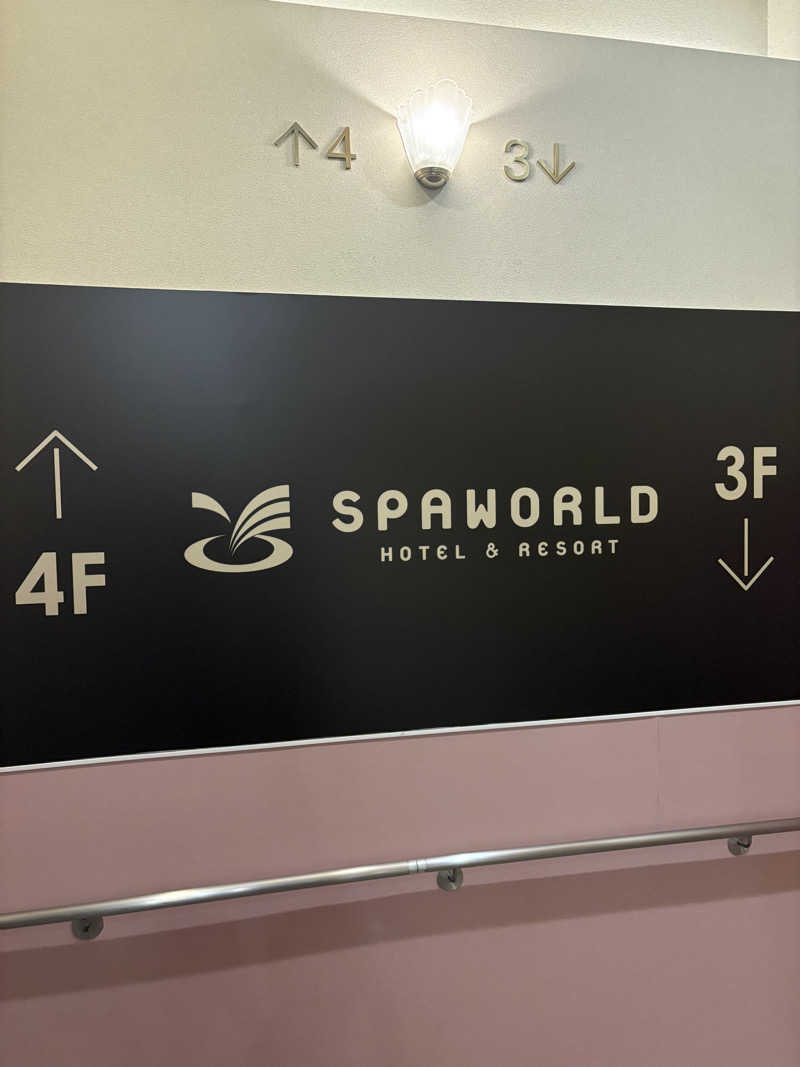 ↑4
3↓
↑
4F
SPAWORLD
HOTEL & RESORT
3F
↓